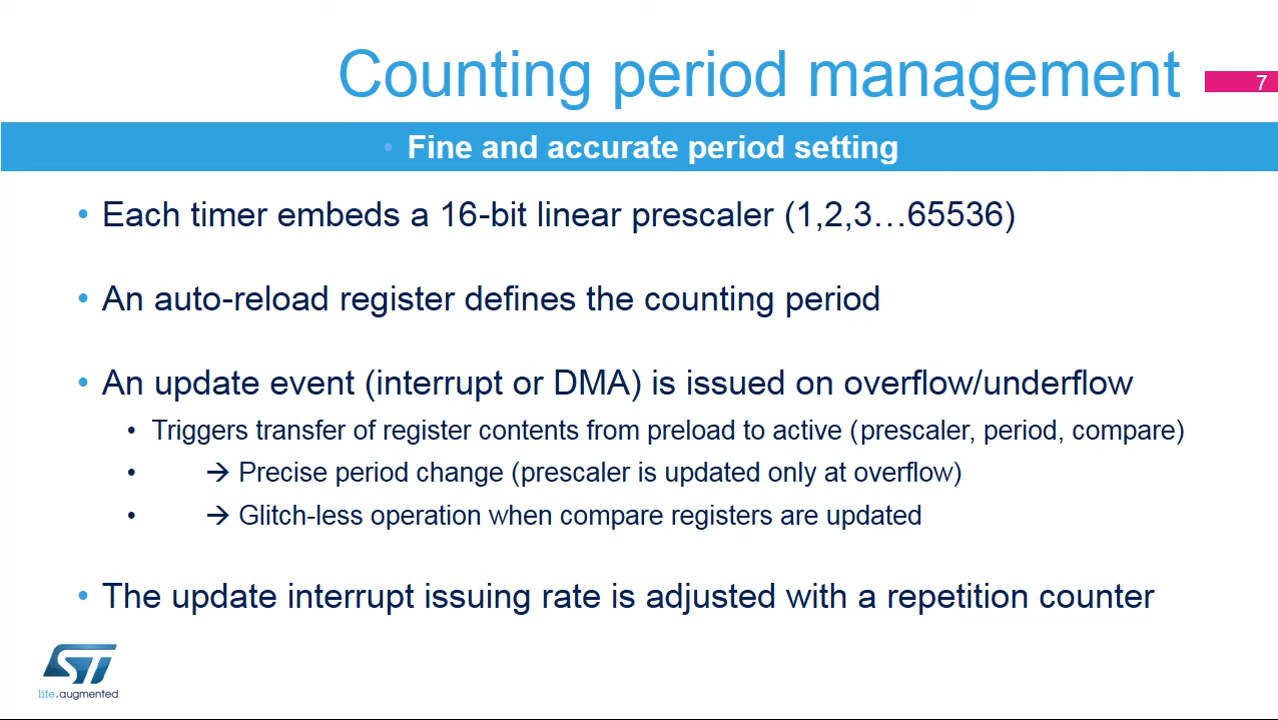 Counting period management
7
• Fine and accurate period setting
• Each timer embeds a 16-bit linear prescaler (1,2,3…65536)
• An auto-reload register defines the counting period
• An update event (interrupt or DMA) is issued on overflow/underflow
• Triggers transfer of register contents from preload to active (prescaler, period, compare)
• → Precise period change (prescaler is updated only at overflow)
• → Glitch-less operation when compare registers are updated
• The update interrupt issuing rate is adjusted with a repetition counter
ST
life.augmented